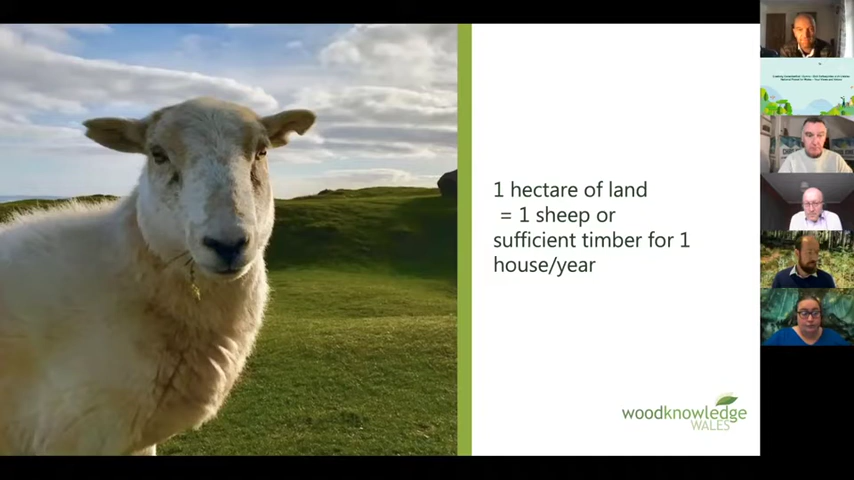 1 hectare of land
= 1 sheep or
sufficient timber for 1
house/year
woodknowledge
WALES